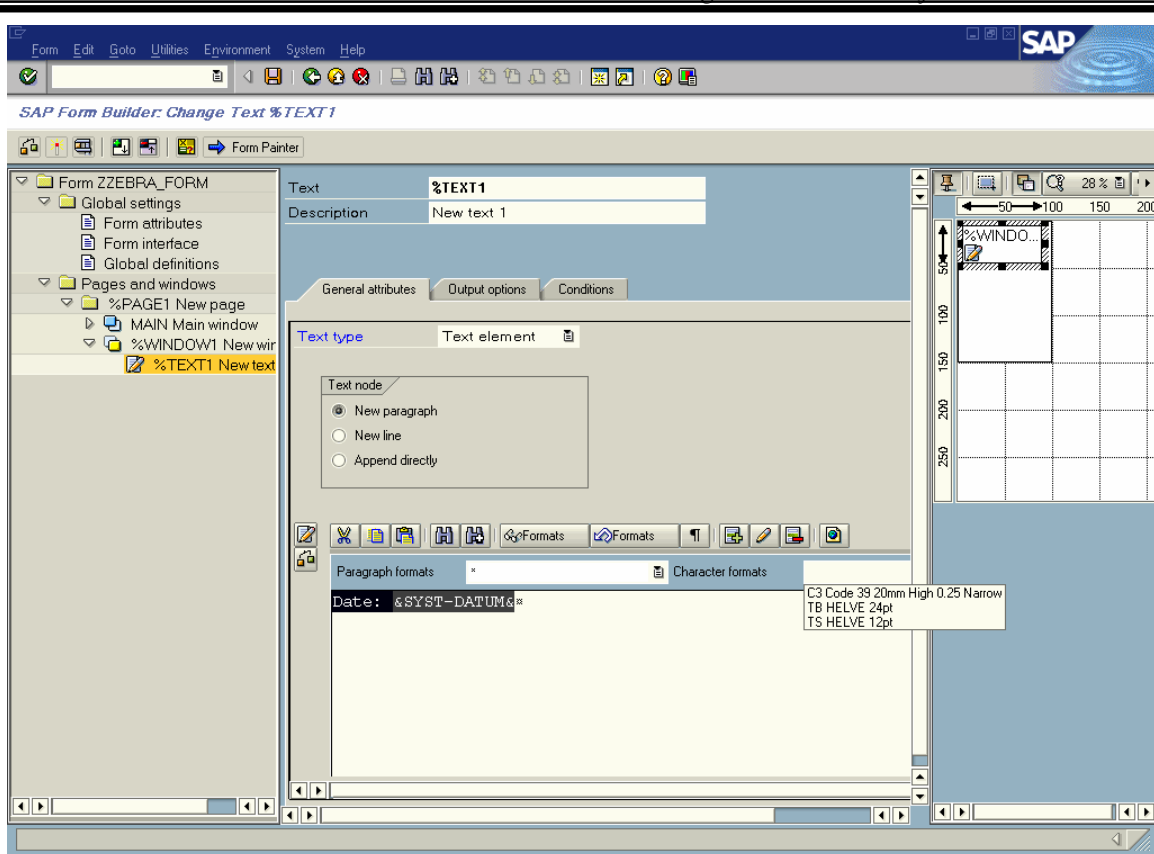 Form Edit Goto Utilities Environment System Help
SAP
SAP Form Builder: Change Text %TEXT1
Form Painter
Form ZZEBRA_FORM
Global settings
Form attributes
Form interface
Global definitions
Pages and windows
%PAGE1 New page
MAIN Main window
%WINDOW1 New wir
%TEXT1 New text
Text %TEXT1
Description New text 1
General attributes Output options Conditions
Text type Text element
Text node
New paragraph
New line
Append directly
Formats Formats
Paragraph formats * Character formats
Date: &SYST-DATUM&¤
C3 Code 39 20mm High 0.25 Narrow
TB HELVE 24pt
TS HELVE 12pt
28 %
50 100 150 200
%WINDO...
50
100
150
200
250